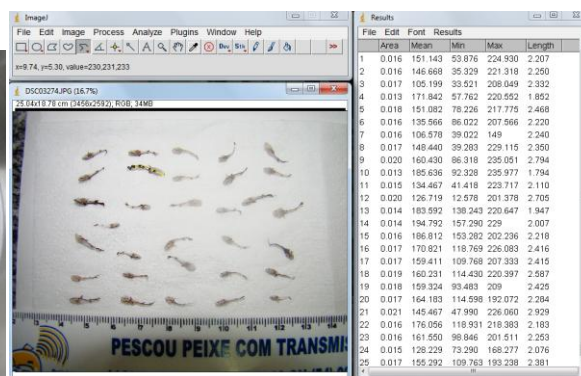 ImageJ
File Edit Image Process Analyze Plugins Window Help
A Dev Stk >>
x=9.74, y=5.30, value=230,231,233
DSC03274.JPG (16.7%)
25.04x18.78 cm (3456x2592); RGB; 34MB
PESCOU PEIXE COM TRANSMI
Results
File Edit Font Results
Area Mean Min Max Length
1 0.016 151.143 53.876 224.930 2.207
2 0.016 146.668 35.329 221.318 2.250
3 0.017 105.199 33.521 208.049 2.332
4 0.013 171.842 57.762 220.552 1.852
5 0.018 151.082 78.226 217.775 2.468
6 0.016 135.566 86.022 207.566 2.220
7 0.016 106.578 39.022 149 2.240
8 0.017 148.440 39.283 229.115 2.350
9 0.020 160.430 86.318 235.051 2.794
10 0.013 185.636 92.328 235.977 1.794
11 0.015 134.467 41.418 223.717 2.110
12 0.020 126.719 12.578 201.378 2.705
13 0.014 183.592 138.243 220.647 1.947
14 0.014 194.792 157.290 229 2.007
15 0.016 186.812 153.282 202.236 2.218
16 0.017 170.821 118.769 226.083 2.416
17 0.017 159.411 109.768 207.333 2.415
18 0.019 160.231 114.430 220.397 2.587
19 0.018 159.324 93.483 209 2.425
20 0.017 164.183 114.598 192.072 2.284
21 0.021 145.467 47.990 226.060 2.929
22 0.016 176.056 118.931 218.383 2.183
23 0.016 161.550 98.846 201.511 2.253
24 0.015 128.229 73.290 168.277 2.076
25 0.017 155.292 109.763 193.238 2.381